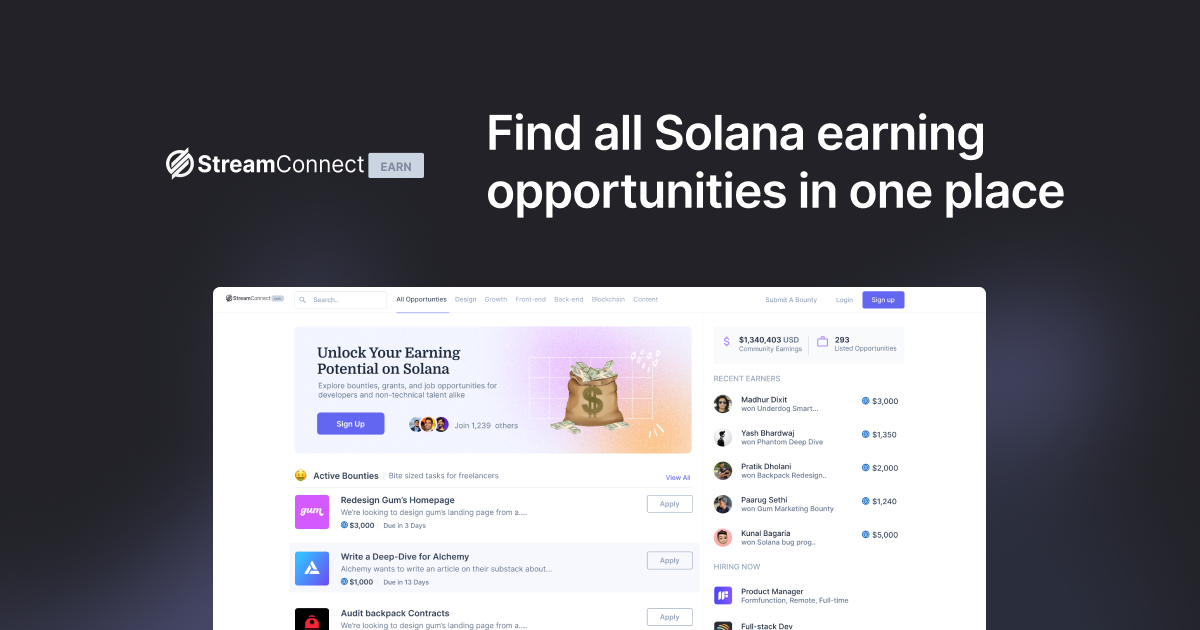 StreamConnect EARN
Find all Solana earning
opportunities in one place
StreamConnect
Search..
All Opportunties
Design
Growth
Front-end
Back-end
Blockchain
Content
Submit A Bounty
Login
Sign up
Unlock Your Earning
Potential on Solana
Explore bounties, grants, and job opportunities for
developers and non-technical talent alike
Sign Up
Join 1,239 others
$1,340,403 USD
Community Earnings
293
Listed Opportunities
RECENT EARNERS
Madhur Dixit
won Underdog Smart...
$3,000
Yash Bhardwaj
won Phantom Deep Dive
$1,350
Pratik Dholani
won Backpack Redesign..
$2,000
Paarug Sethi
won Gum Marketing Bounty
$1,240
Kunal Bagaria
won Solana bug prog..
$5,000
HIRING NOW
Product Manager
Formfunction, Remote, Full-time
Full-stack Dev
Active Bounties
Bite sized tasks for freelancers
View All
gum
Redesign Gum's Homepage
We're looking to design gum's landing page from a....
$3,000
Due in 3 Days
Apply
Write a Deep-Dive for Alchemy
Alchemy wants to write an article on their substack about...
$1,000
Due in 13 Days
Apply
Audit backpack Contracts
We're looking to design gum's landing page from a....
Apply